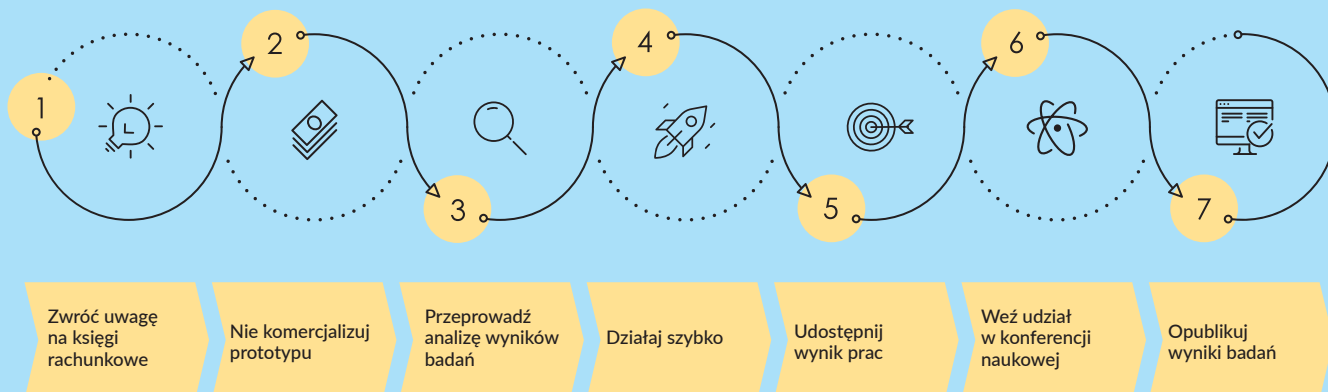 1
2
3
4
5
6
7
Zwróć uwagę
na księgi
rachunkowe
Nie komercjalizuj
prototypu
Przeprowadź
analizę wyników
badań
Działaj szybko
Udostępnij
wynik prac
Weź udział
w konferencji
naukowej
Opublikuj
wyniki badań